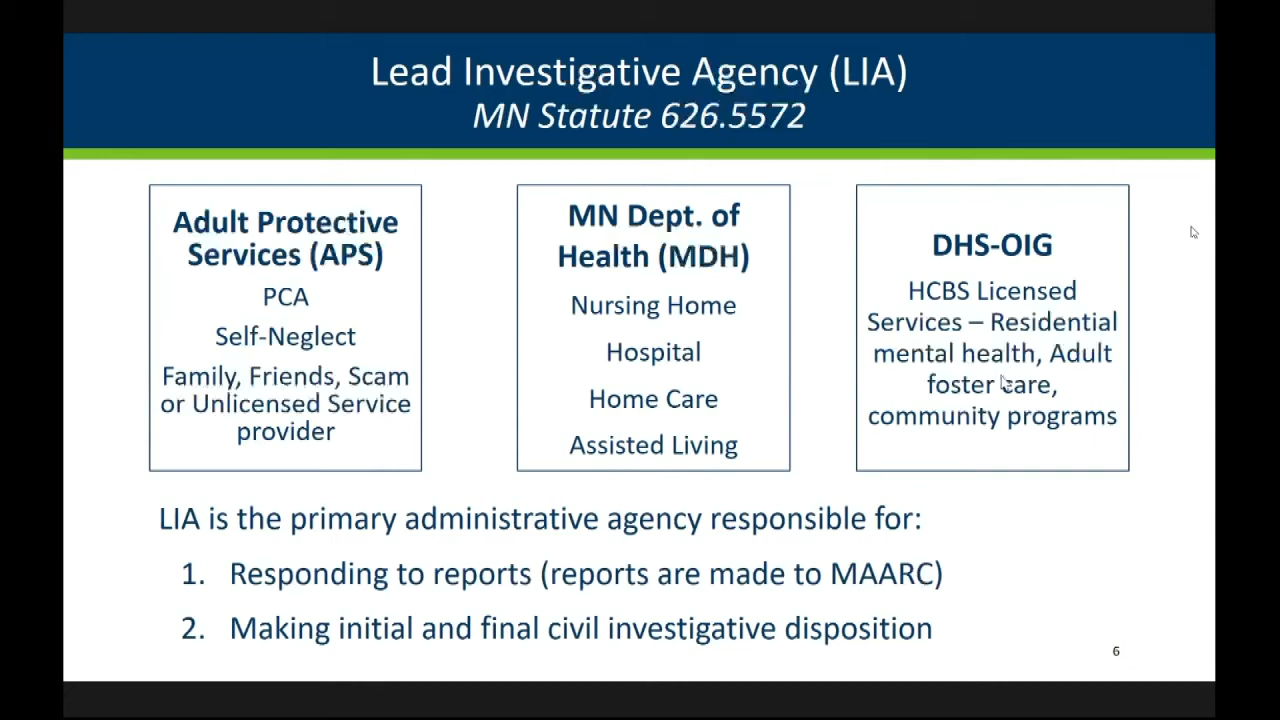 Lead Investigative Agency (LIA)
MN Statute 626.5572
Adult Protective
Services (APS)
PCA
Self-Neglect
Family, Friends, Scam
or Unlicensed Service
provider
MN Dept. of
Health (MDH)
Nursing Home
Hospital
Home Care
Assisted Living
DHS-OIG
HCBS Licensed
Services – Residential
mental health, Adult
foster care,
community programs
LIA is the primary administrative agency responsible for:
1. Responding to reports (reports are made to MAARC)
2. Making initial and final civil investigative disposition
6